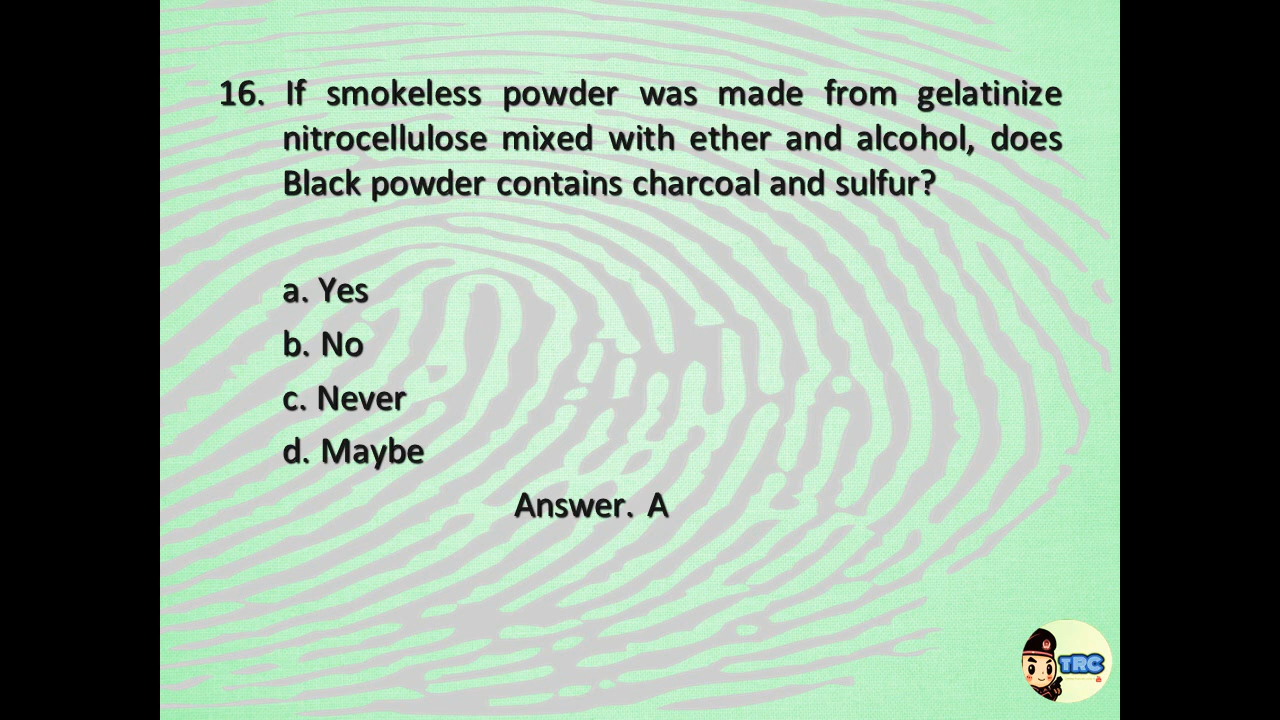 16. If smokeless powder was made from gelatinize
nitrocellulose mixed with ether and alcohol, does
Black powder contains charcoal and sulfur?
a. Yes
b. No
c. Never
d. Maybe
Answer. A
TRC